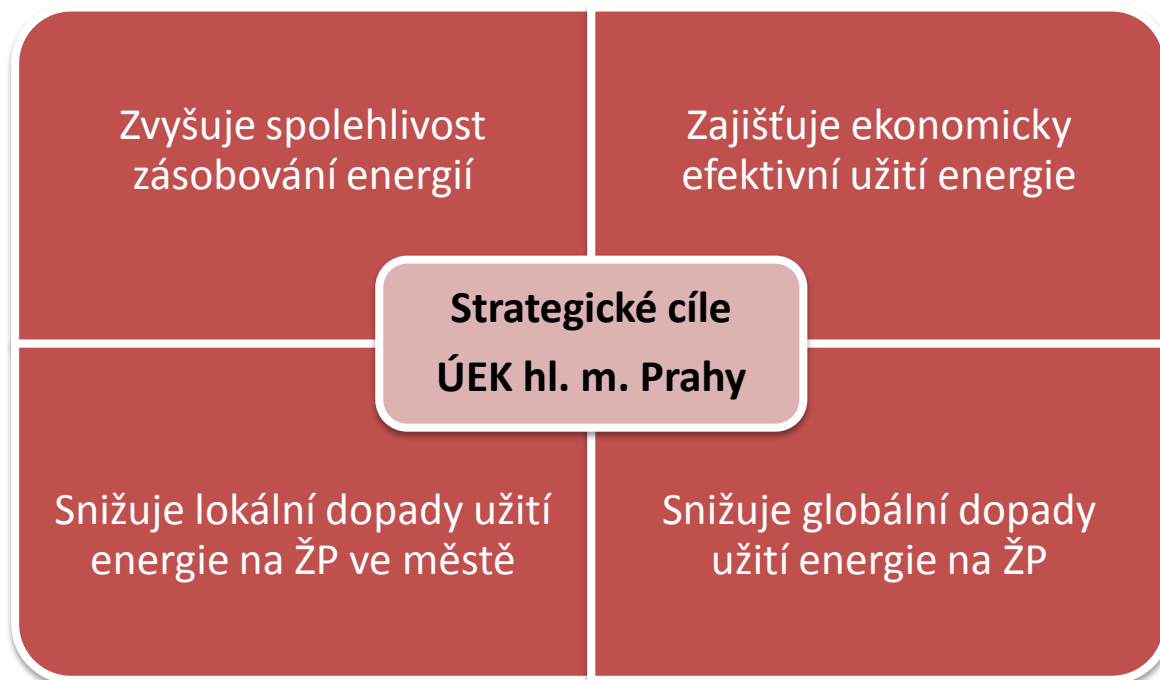 Zvyšuje spolehlivost
zásobování energií
Zajišťuje ekonomicky
efektivní užití energie
Strategické cíle
ÚEK hl. m. Prahy
Snižuje lokální dopady užití
energie na ŽP ve městě
Snižuje globální dopady
užití energie na ŽP